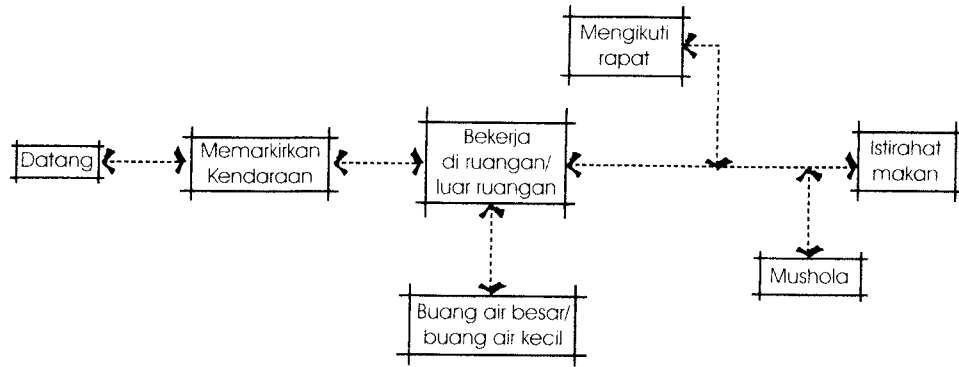 Mengikuti
rapat
Datang
Memarkirkan
Kendaraan
Bekerja
di ruangan/
luar ruangan
Istirahat
makan
Mushola
Buang air besar/
buang air kecil